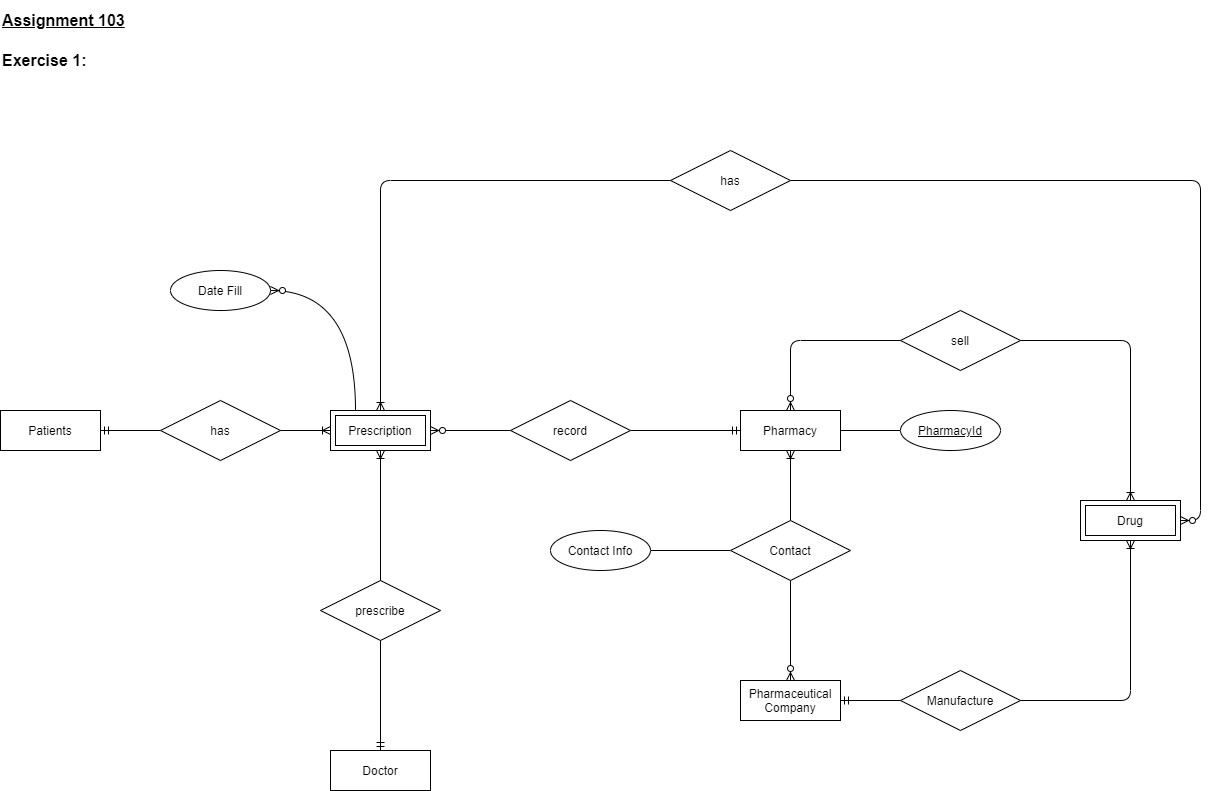 Assignment 103
Exercise 1:
has
Date Fill
sell
Patients
has
Prescription
record
Pharmacy
PharmacyId
Drug
Contact Info
Contact
prescribe
Pharmaceutical
Company
Manufacture
Doctor